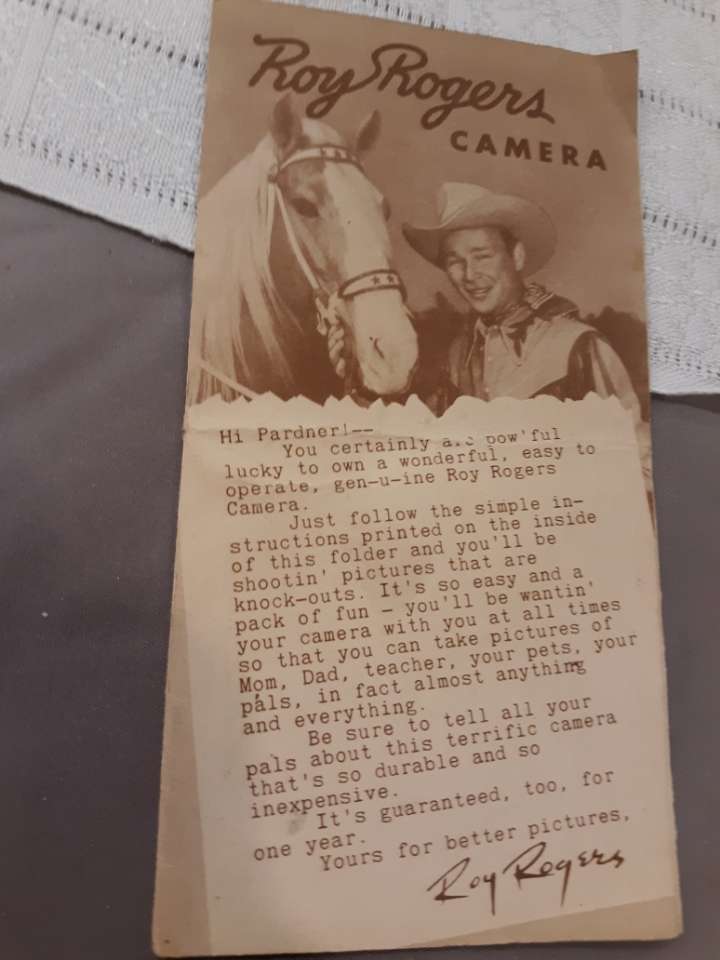 Roy Rogers
CAMERA
Hi Pardner!--
You certainly are pow'ful
lucky to own a wonderful, easy to
operate, gen-u-ine Roy Rogers
Camera.
Just follow the simple in-
structions printed on the inside
of this folder and you'll be
shootin' pictures that are
knock-outs. It's so easy and a
pack of fun - you'll be wantin'
your camera with you at all times
so that you can take pictures of
Mom, Dad, teacher, your pets, your
pals, in fact almost anything
and everything.
Be sure to tell all your
pals about this terrific camera
that's so durable and so
inexpensive.
It's guaranteed, too, for
one year.
Yours for better pictures,
Roy Rogers